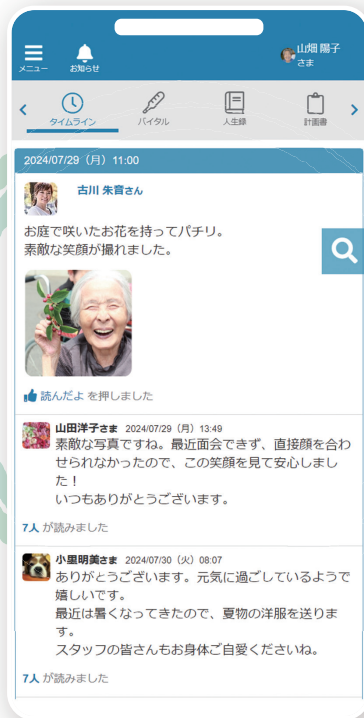 山畑 陽子
さま
メニュー
お知らせ
タイムライン
バイタル
人生録
計画書
2024/07/29（月）11:00
古川 朱音さん
お庭で咲いたお花を持ってパチリ。
素敵な笑顔が撮れました。
読んだよ を押しました
山田洋子さま 2024/07/29（月）13:49
素敵な写真ですね。最近面会できず、直接顔を合わ
せられなかったので、この笑顔を見て安心しまし
た！
いつもありがとうございます。
7人 が読みました
小里明美さま 2024/07/30（火）08:07
ありがとうございます。元気に過ごしているようで
嬉しいです。
最近は暑くなってきたので、夏物の洋服を送りま
す。
スタッフの皆さんもお身体ご自愛くださいね。
7人 が読みました